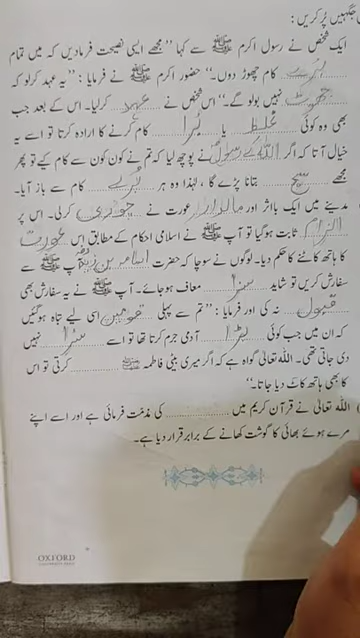 جگہیں پُر کریں:
ایک شخص نے رسول اکرم ﷺ سے کہا ”مجھے ایسی نصیحت فرمادیں کہ میں تمام
کام چھوڑ دوں۔“ حضور اکرم ﷺ نے فرمایا: ”یہ عہد کرلو کہ
جھوٹ نہیں بولو گے۔“ اس شخص نے عہد کرلیا۔ اس کے بعد جب
بھی وہ کوئی غلط یا بُرا کام کرنے کا ارادہ کرتا تو اسے یہ
خیال آتا کہ اگر اللہ کے رسول نے پوچھ لیا کہ تم نے کون کون سے کام کیے تو پھر
مجھے سچ بتانا پڑے گا، لہٰذا وہ ہر بُرے کام سے باز آیا۔
مدینے میں ایک بااثر اور مالدار عورت نے چوری کرلی۔ اس پر
الزام ثابت ہوگیا تو آپ ﷺ نے اسلامی احکام کے مطابق اس عورت
کا ہاتھ کاٹنے کا حکم دیا۔ لوگوں نے سوچا کہ حضرت اسامہ بن زید آپ ﷺ سے
سفارش کریں تو شاید سزا معاف ہوجائے۔ آپ ﷺ نے یہ سفارش بھی
قبول نہ کی اور فرمایا: ”تم سے پہلی قومیں اسی لیے تباہ ہوگئیں
کہ ان میں جب کوئی بڑا آدمی جرم کرتا تھا تو اسے سزا نہیں
دی جاتی تھی۔ اللہ تعالیٰ گواہ ہے کہ اگر میری بیٹی فاطمہ ﷺ کرتی تو اس
کا بھی ہاتھ کاٹ دیا جاتا۔“
اللہ تعالیٰ نے قرآن کریم میں کی مذمت فرمائی ہے اور اسے اپنے
مرے ہوئے بھائی کا گوشت کھانے کے برابر قرار دیا ہے۔
OXFORD